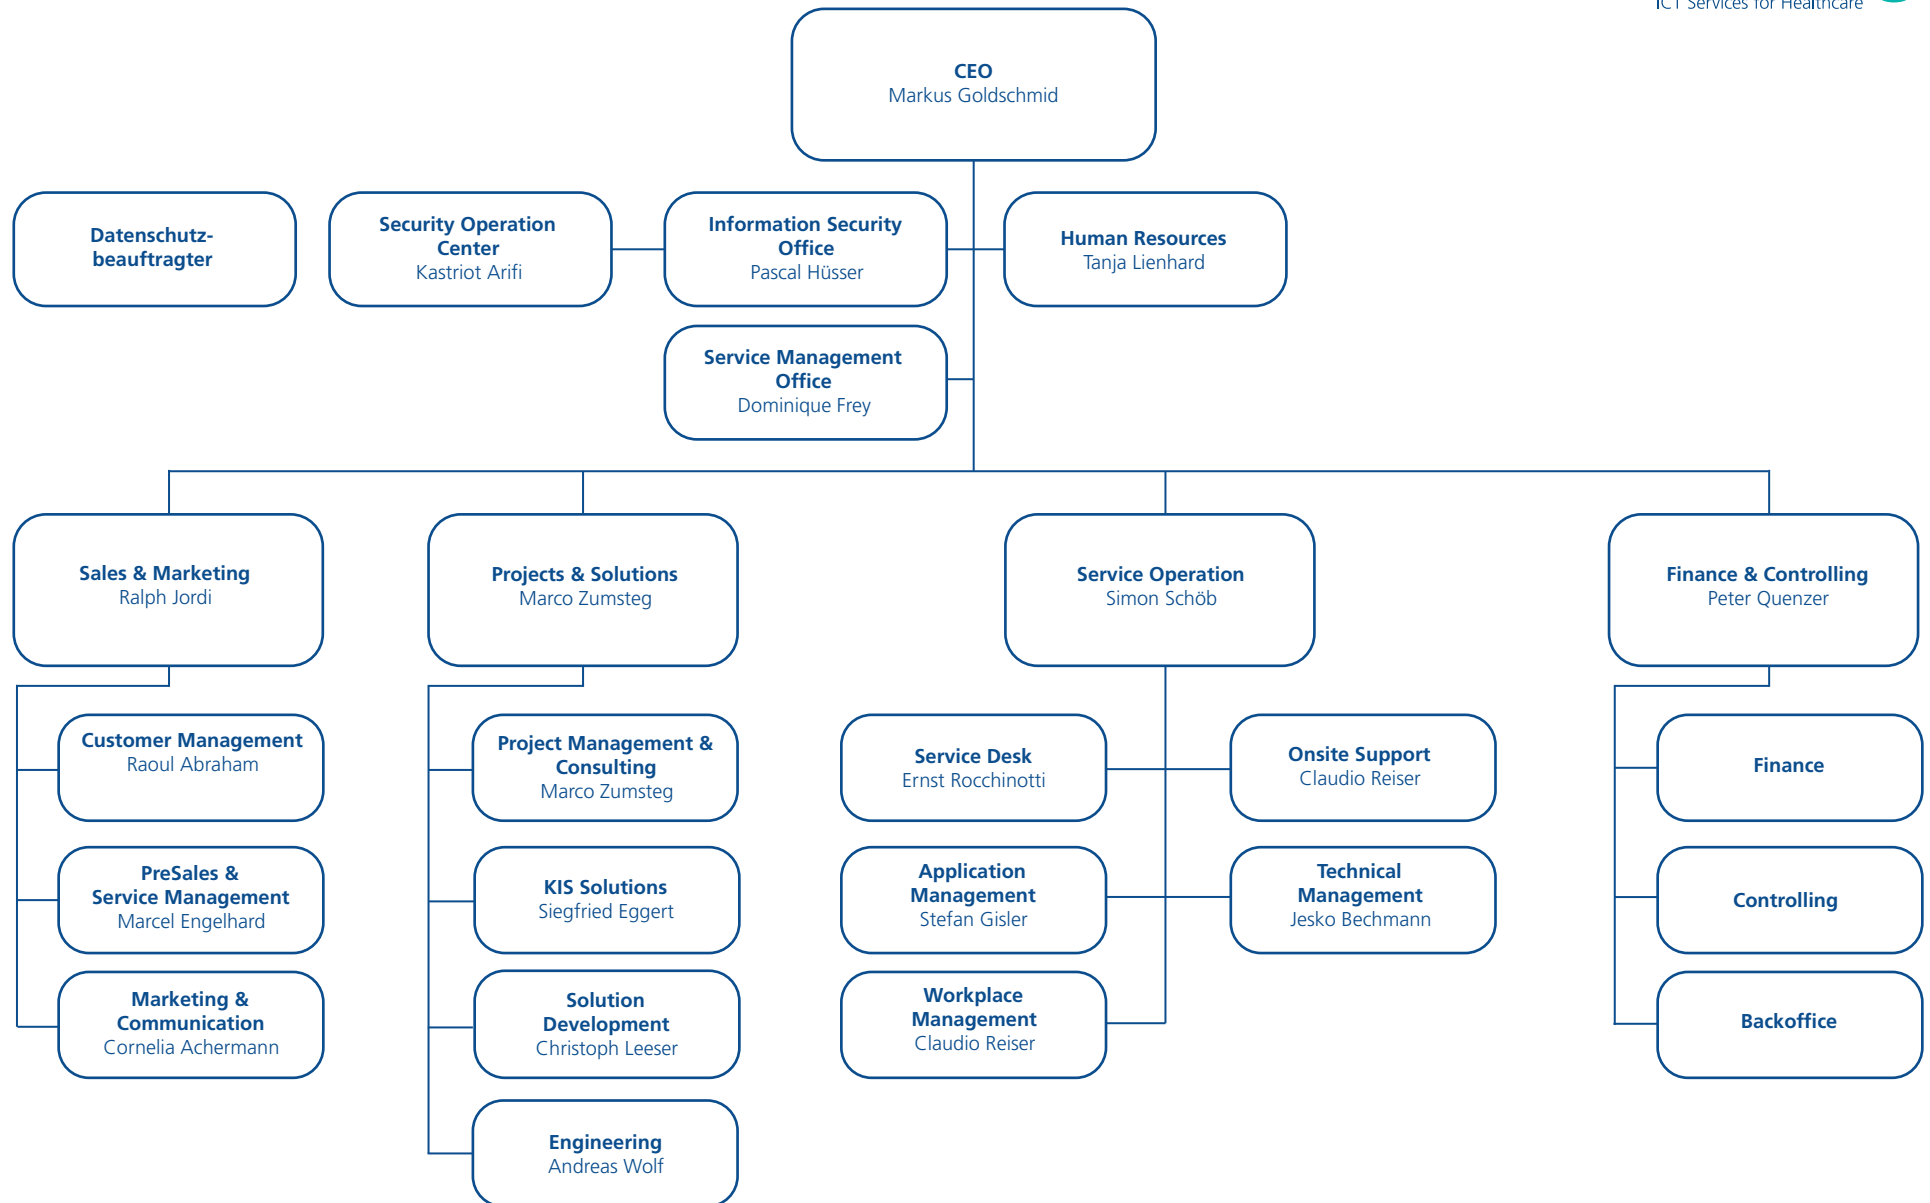 ICT Services for Healthcare
CEO
Markus Goldschmid
Datenschutz-
beauftragter
Security Operation
Center
Kastriot Arifi
Information Security
Office
Pascal Hüsser
Human Resources
Tanja Lienhard
Service Management
Office
Dominique Frey
Sales & Marketing
Ralph Jordi
Projects & Solutions
Marco Zumsteg
Service Operation
Simon Schöb
Finance & Controlling
Peter Quenzer
Customer Management
Raoul Abraham
PreSales &
Service Management
Marcel Engelhard
Marketing &
Communication
Cornelia Achermann
Project Management &
Consulting
Marco Zumsteg
KIS Solutions
Siegfried Eggert
Solution
Development
Christoph Leeser
Engineering
Andreas Wolf
Service Desk
Ernst Rocchinotti
Onsite Support
Claudio Reiser
Application
Management
Stefan Gisler
Technical
Management
Jesko Bechmann
Workplace
Management
Claudio Reiser
Finance
Controlling
Backoffice